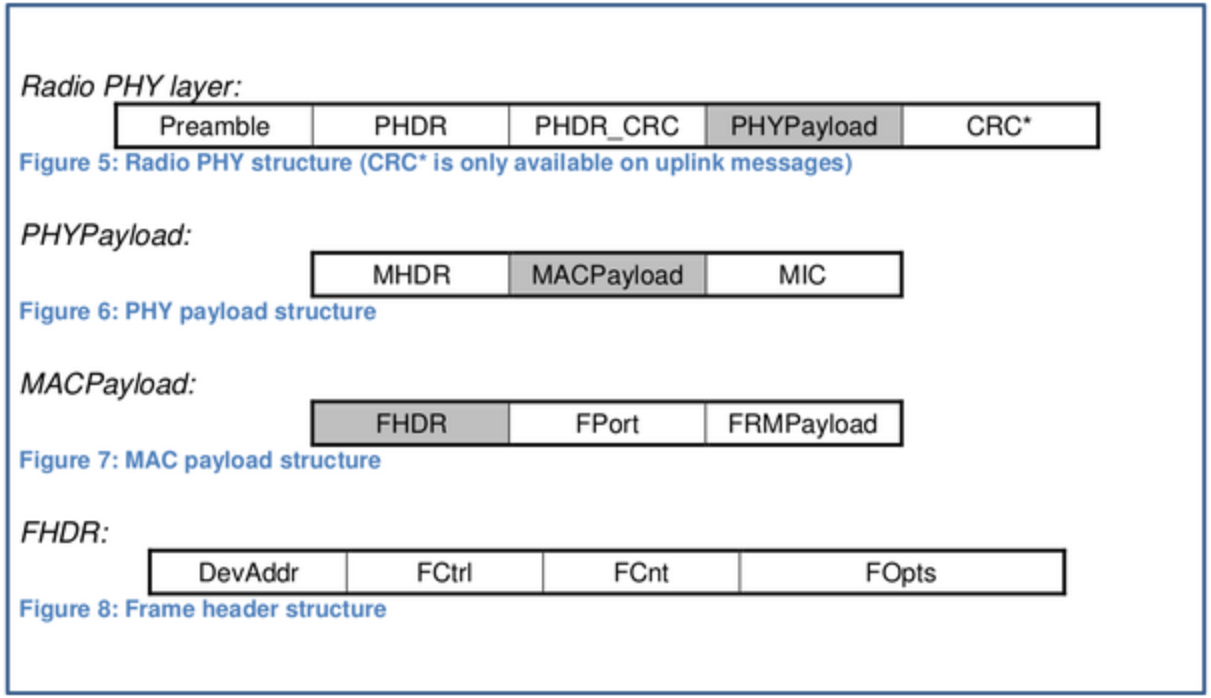 Radio PHY layer:
Preamble PHDR PHDR_CRC PHYPayload CRC*
Figure 5: Radio PHY structure (CRC* is only available on uplink messages)
PHYPayload:
MHDR MACPayload MIC
Figure 6: PHY payload structure
MACPayload:
FHDR FPort FRMPayload
Figure 7: MAC payload structure
FHDR:
DevAddr FCtrl FCnt FOpts
Figure 8: Frame header structure